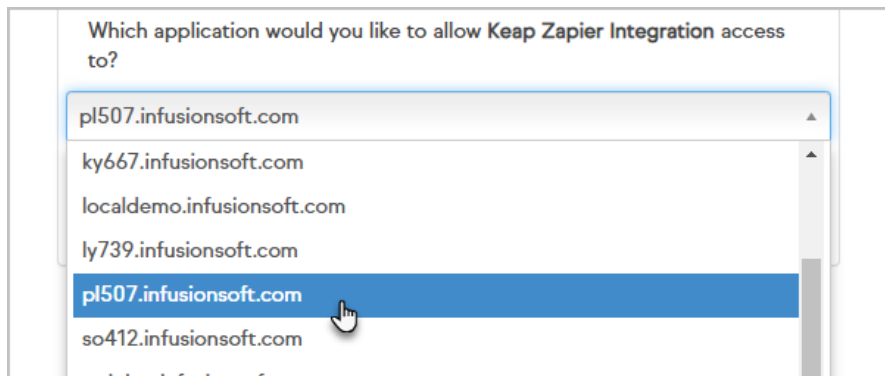 Which application would you like to allow Keap Zapier Integration access
to?
pl507.infusionsoft.com
ky667.infusionsoft.com
localdemo.infusionsoft.com
ly739.infusionsoft.com
pl507.infusionsoft.com
so412.infusionsoft.com